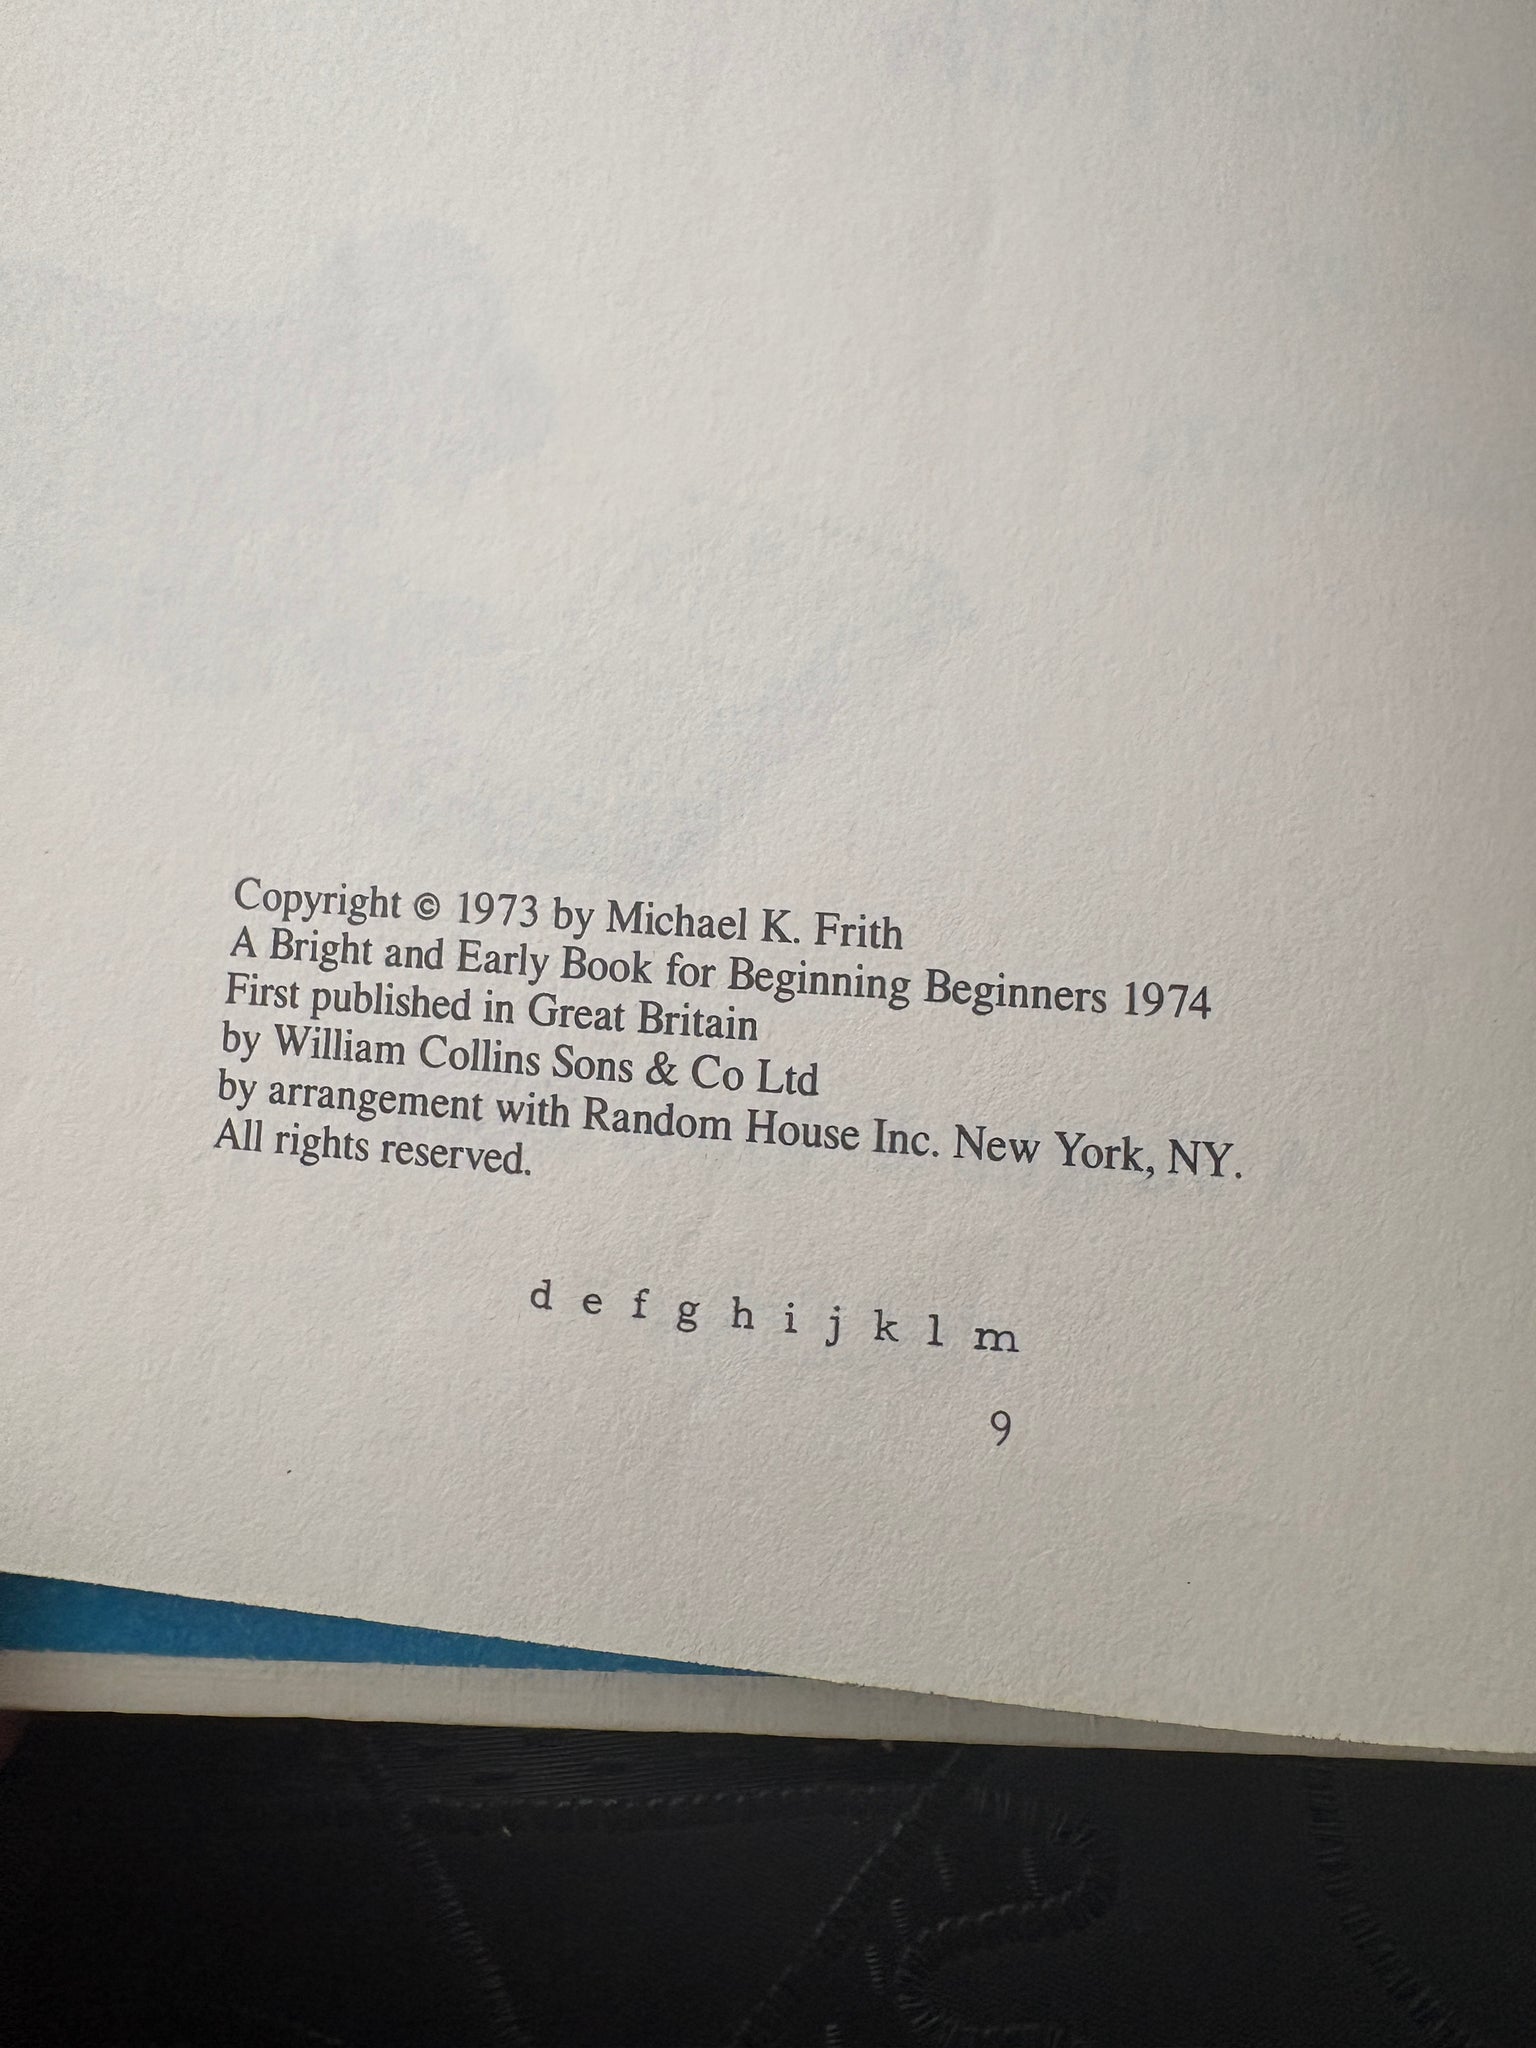 Copyright © 1973 by Michael K. Frith
A Bright and Early Book for Beginning Beginners 1974
First published in Great Britain
by William Collins Sons & Co Ltd
by arrangement with Random House Inc. New York, NY.
All rights reserved.
d e f g h i j k l m
9